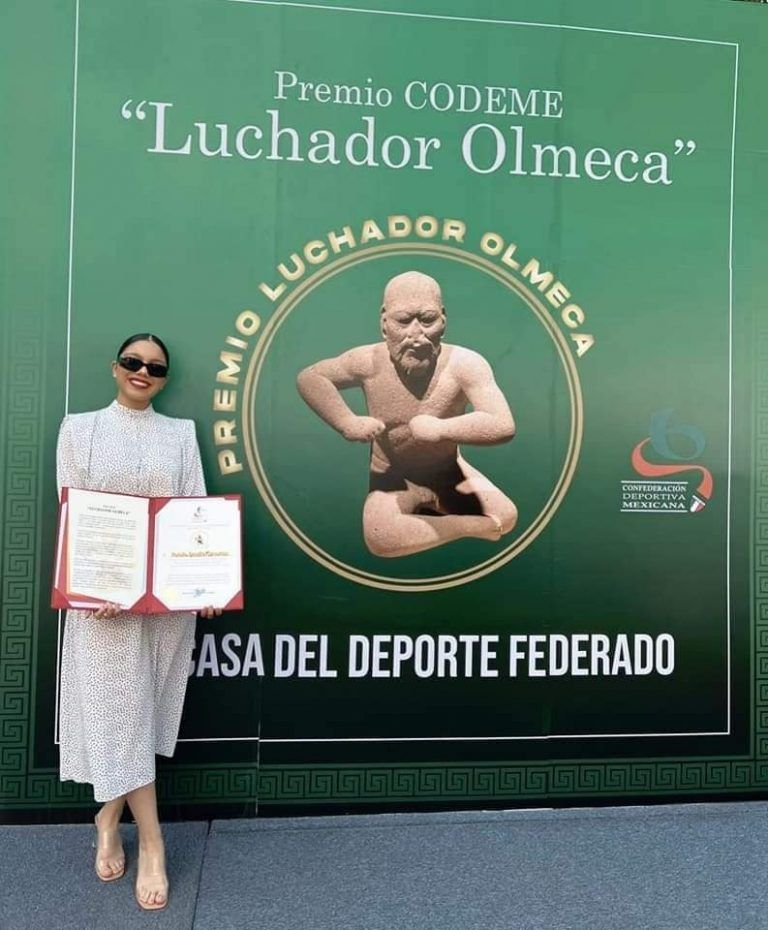 Premio CODEME
“Luchador Olmeca”
PREMIO LUCHADOR OLMECA
CONFEDERACIÓN
DEPORTIVA
MEXICANA
CASA DEL DEPORTE FEDERADO